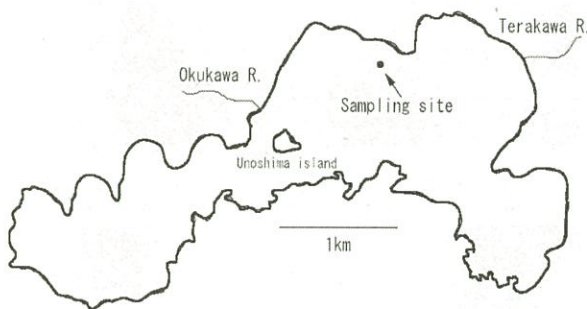 Terakawa R.
Okukawa R.
Sampling site
Unoshima island
1km